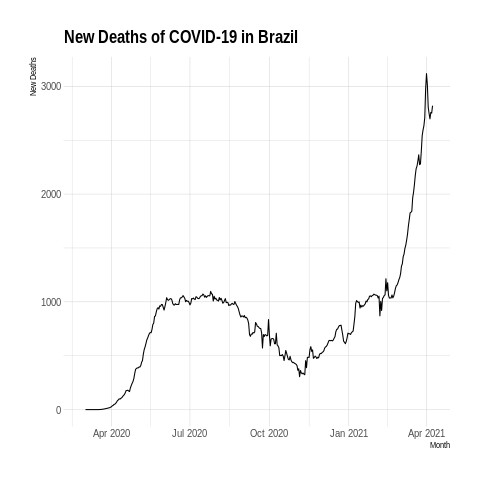 New Deaths of COVID-19 in Brazil
New Deaths
3000
2000
1000
0
Apr 2020 Jul 2020 Oct 2020 Jan 2021 Apr 2021
Month